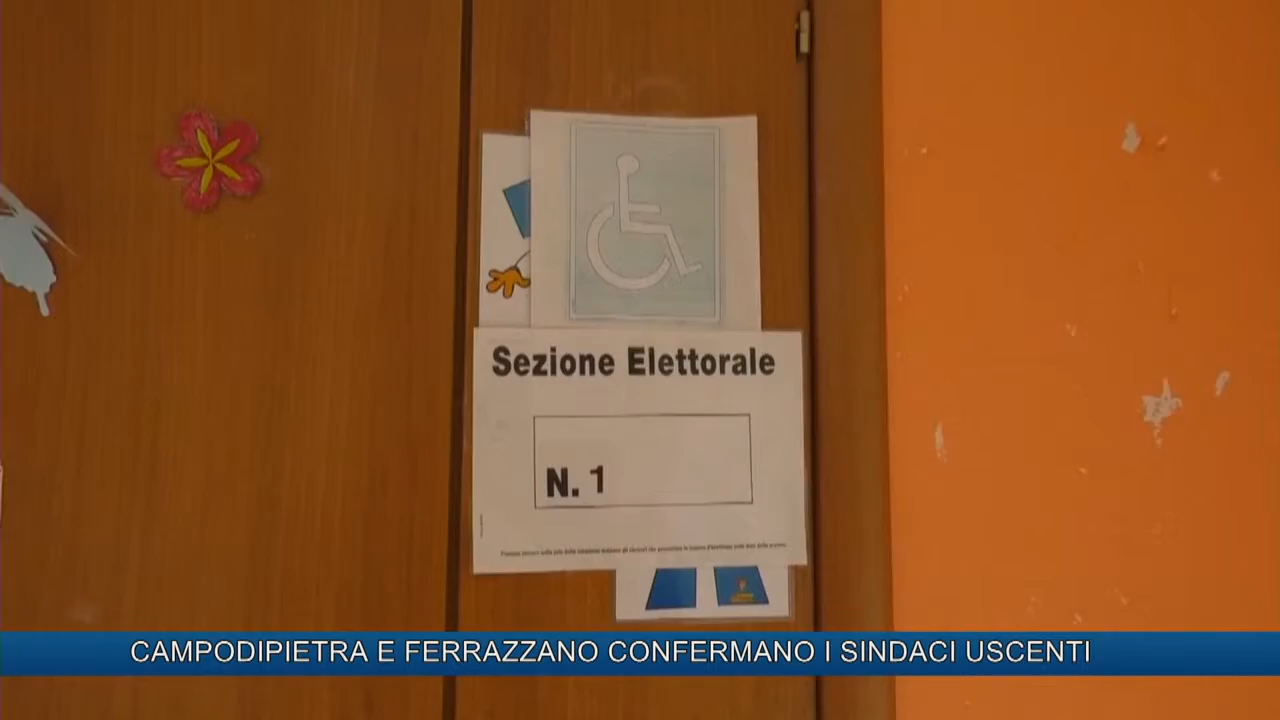 Sezione Elettorale
N. 1
CAMPODIPIETRA E FERRAZZANO CONFERMANO I SINDACI USCENTI